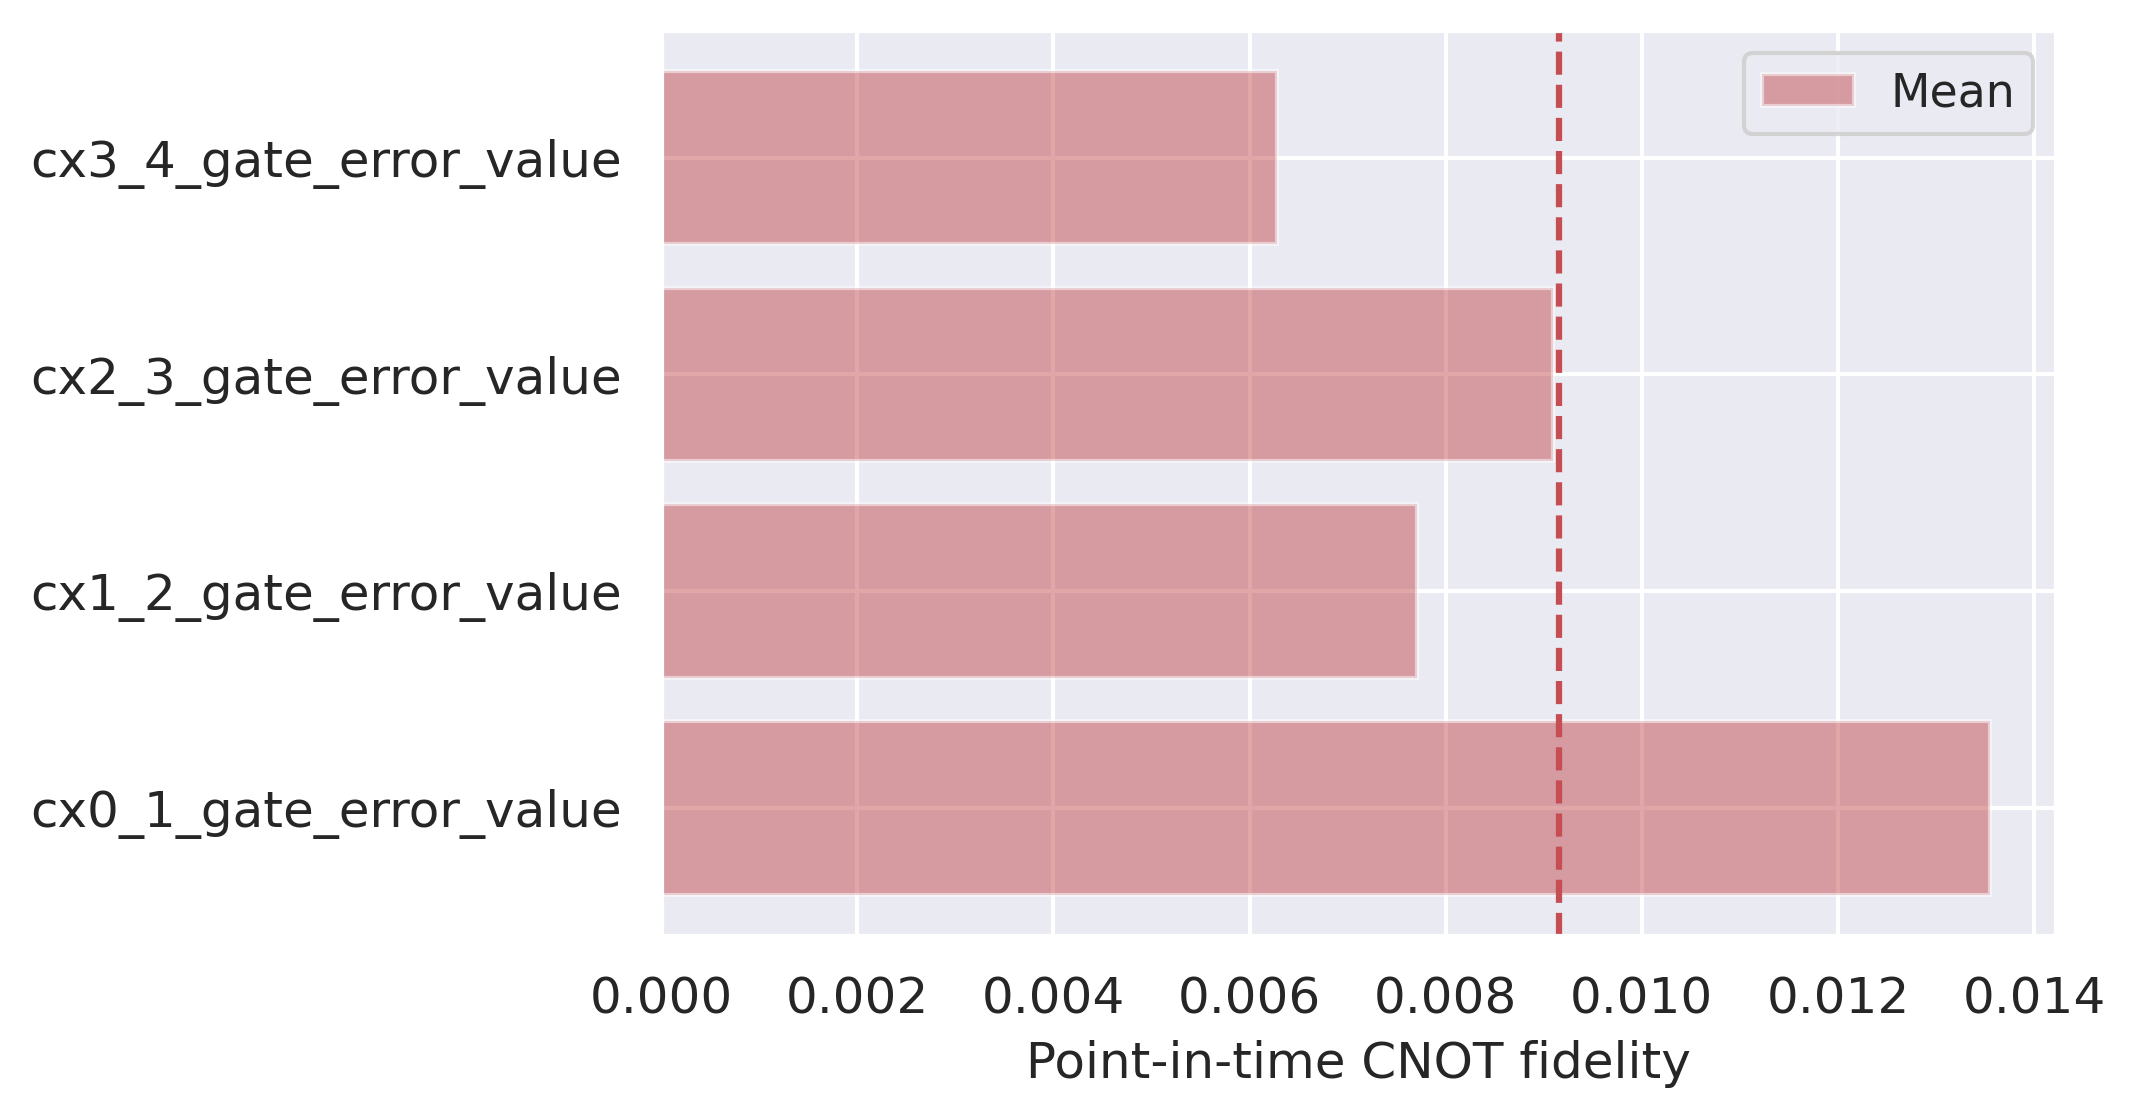 Mean
cx3_4_gate_error_value
cx2_3_gate_error_value
cx1_2_gate_error_value
cx0_1_gate_error_value
0.000 0.002 0.004 0.006 0.008 0.010 0.012 0.014
Point-in-time CNOT fidelity